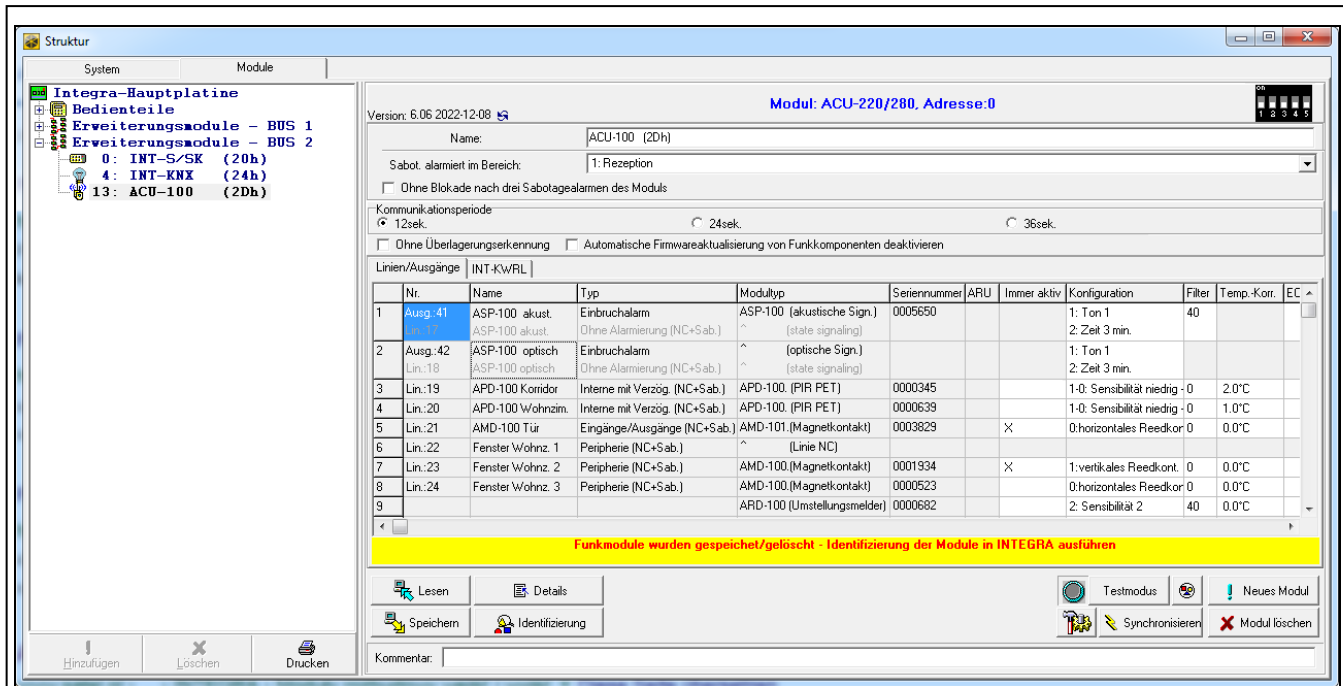 Struktur
System Module
Integra-Hauptplatine
Bedienteile
Erweiterungsmodule - BUS 1
Erweiterungsmodule - BUS 2
0: INT-S/SK (20h)
4: INT-KNX (24h)
13: ACU-100 (2Dh)
Hinzufügen Löschen Drucken
Version: 6.06 2022-12-08 Modul: ACU-220/280, Adresse:0
on
1 2 3 4 5
Name: ACU-100 (2Dh)
Sabot. alarmiert im Bereich: 1: Rezeption
Ohne Blokade nach drei Sabotagealarmen des Moduls
Kommunikationsperiode
12sek. 24sek. 36sek.
Ohne Überlagerungserkennung Automatische Firmwareaktualisierung von Funkkomponenten deaktivieren
Linien/Ausgänge INT-KWRL
Nr. Name Typ Modultyp Seriennummer ARU Immer aktiv Konfiguration Filter Temp.-Korr. EC
1 Ausg.:41 ASP-100 akust. Einbruchalarm ASP-100 (akustische Sign.) 0005650 1: Ton 1 40
Lin.:17 ASP-100 akust. Ohne Alarmierung (NC+Sab.) ^ (state signaling) 2: Zeit 3 min.
2 Ausg.:42 ASP-100 optisch Einbruchalarm ^ (optische Sign.) 1: Ton 1
Lin.:18 ASP-100 optisch Ohne Alarmierung (NC+Sab.) ^ (state signaling) 2: Zeit 3 min.
3 Lin.:19 APD-100 Korridor Interne mit Verzög. (NC+Sab.) APD-100. (PIR PET) 0000345 1-0: Sensibilität niedrig - 0 2.0°C
4 Lin.:20 APD-100 Wohnzim. Interne mit Verzög. (NC+Sab.) APD-100. (PIR PET) 0000639 1-0: Sensibilität niedrig - 0 1.0°C
5 Lin.:21 AMD-100 Tür Eingänge/Ausgänge (NC+Sab.) AMD-101.(Magnetkontakt) 0003829 X 0:horizontales Reedkor 0 0.0°C
6 Lin.:22 Fenster Wohnz. 1 Peripherie (NC+Sab.) ^ (Linie NC)
7 Lin.:23 Fenster Wohnz. 2 Peripherie (NC+Sab.) AMD-100.(Magnetkontakt) 0001934 X 1:vertikales Reedkont. 0 0.0°C
8 Lin.:24 Fenster Wohnz. 3 Peripherie (NC+Sab.) AMD-100.(Magnetkontakt) 0000523 0:horizontales Reedkor 0 0.0°C
9 ARD-100 (Umstellungsmelder) 0000682 2: Sensibilität 2 40 0.0°C
Funkmodule wurden gespeichet/gelöscht - Identifizierung der Module in INTEGRA ausführen
Lesen Details Testmodus Neues Modul
Speichern Identifizierung Synchronisieren Modul löschen
Kommentar: